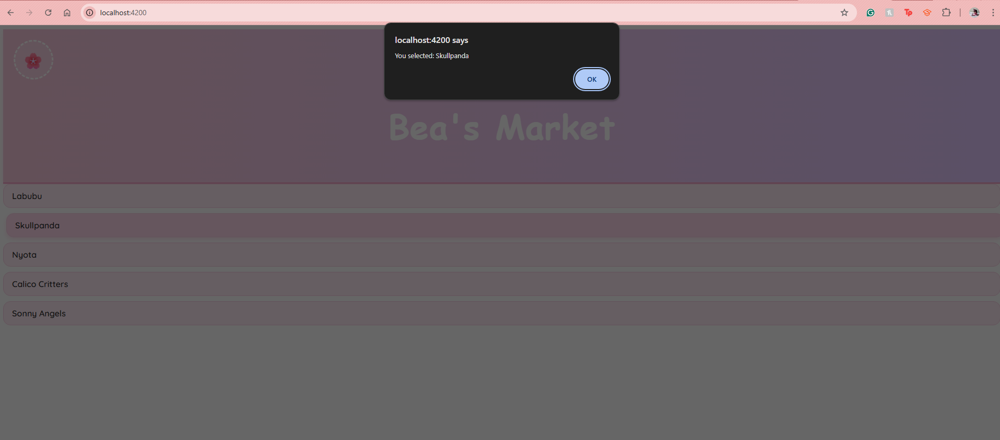 localhost:4200
localhost:4200 says
You selected: Skullpanda
OK
Bea's Market
Labubu
Skullpanda
Nyota
Calico Critters
Sonny Angels